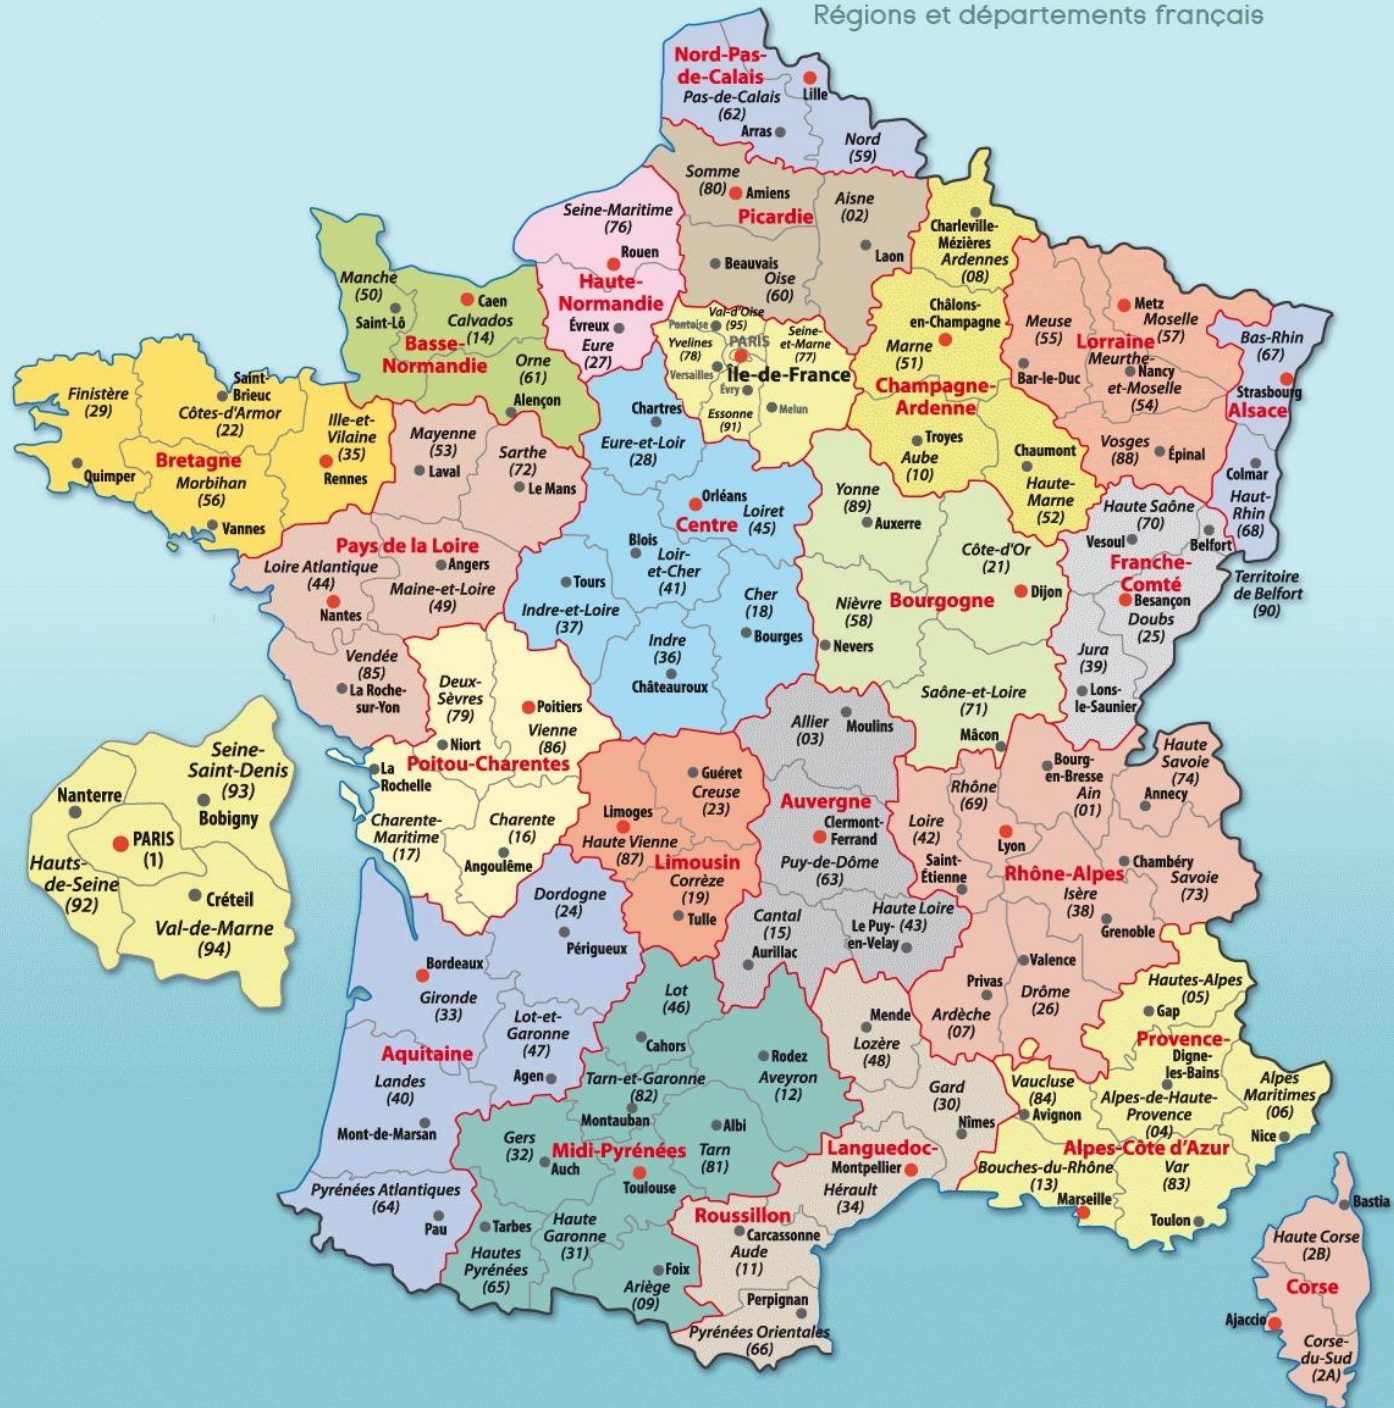 Régions et départements français
Nord-Pas-
de-Calais
Pas-de-Calais
(62)
Lille
Arras
Nord
(59)
Somme
(80)
Amiens
Picardie
Aisne
(02)
Laon
Beauvais
Oise
(60)
Seine-Maritime
(76)
Rouen
Haute-
Normandie
Évreux
Eure
(27)
Manche
(50)
Saint-Lô
Caen
Calvados
(14)
Basse-
Normandie
Orne
(61)
Alençon
Charleville-
Mézières
Ardennes
(08)
Châlons-
en-Champagne
Marne
(51)
Champagne-
Ardenne
Troyes
Aube
(10)
Chaumont
Haute-
Marne
(52)
Meuse
(55)
Bar-le-Duc
Metz
Moselle
(57)
Lorraine
Meurthe-
Nancy
et-Moselle
(54)
Vosges
(88)
Épinal
Bas-Rhin
(67)
Strasbourg
Alsace
Colmar
Haut-
Rhin
(68)
Val-d'Oise
(95)
Pontoise
Yvelines
(78)
PARIS
Seine-
et-Marne
(77)
Versailles
Île-de-France
Évry
Essonne
(91)
Melun
Finistère
(29)
Quimper
Saint-
Brieuc
Côtes-d'Armor
(22)
Bretagne
Morbihan
(56)
Vannes
Ille-et-
Vilaine
(35)
Rennes
Mayenne
(53)
Laval
Sarthe
(72)
Le Mans
Pays de la Loire
Loire Atlantique
(44)
Nantes
Angers
Maine-et-Loire
(49)
Vendée
(85)
La Roche-
sur-Yon
Chartres
Eure-et-Loir
(28)
Orléans
Loiret
(45)
Centre
Blois
Loir-
et-Cher
(41)
Tours
Indre-et-Loire
(37)
Cher
(18)
Bourges
Indre
(36)
Châteauroux
Yonne
(89)
Auxerre
Côte-d'Or
(21)
Dijon
Bourgogne
Nièvre
(58)
Nevers
Saône-et-Loire
(71)
Mâcon
Haute Saône
(70)
Vesoul
Belfort
Franche-
Comté
Besançon
Doubs
(25)
Jura
(39)
Lons-
le-Saunier
Territoire
de Belfort
(90)
Deux-
Sèvres
(79)
Niort
Poitiers
Vienne
(86)
Poitou-Charentes
La
Rochelle
Charente-
Maritime
(17)
Charente
(16)
Angoulême
Guéret
Creuse
(23)
Limoges
Haute Vienne
(87)
Limousin
Corrèze
(19)
Tulle
Allier
(03)
Moulins
Auvergne
Clermont-
Ferrand
Puy-de-Dôme
(63)
Cantal
(15)
Aurillac
Haute Loire
(43)
Le Puy-
en-Velay
Bourg-
en-Bresse
Ain
(01)
Haute
Savoie
(74)
Annecy
Rhône
(69)
Lyon
Loire
(42)
Saint-
Étienne
Rhône-Alpes
Chambéry
Savoie
(73)
Isère
(38)
Grenoble
Valence
Privas
Ardèche
(07)
Drôme
(26)
Seine-
Saint-Denis
(93)
Bobigny
Nanterre
PARIS
(1)
Hauts-
de-Seine
(92)
Créteil
Val-de-Marne
(94)
Dordogne
(24)
Périgueux
Bordeaux
Gironde
(33)
Lot-et-
Garonne
(47)
Agen
Aquitaine
Landes
(40)
Mont-de-Marsan
Pyrénées Atlantiques
(64)
Pau
Lot
(46)
Cahors
Rodez
Aveyron
(12)
Tarn-et-Garonne
(82)
Montauban
Albi
Tarn
(81)
Gers
(32)
Auch
Midi-Pyrénées
Toulouse
Tarbes
Hautes
Pyrénées
(65)
Haute
Garonne
(31)
Foix
Ariège
(09)
Mende
Lozère
(48)
Gard
(30)
Nîmes
Languedoc-
Montpellier
Hérault
(34)
Roussillon
Carcassonne
Aude
(11)
Perpignan
Pyrénées Orientales
(66)
Hautes-Alpes
(05)
Gap
Provence-
Digne-
les-Bains
Alpes-de-Haute-
Provence
(04)
Alpes
Maritimes
(06)
Nice
Vaucluse
(84)
Avignon
Alpes-Côte d'Azur
Bouches-du-Rhône
(13)
Marseille
Var
(83)
Toulon
Bastia
Haute Corse
(2B)
Corse
Ajaccio
Corse-
du-Sud
(2A)